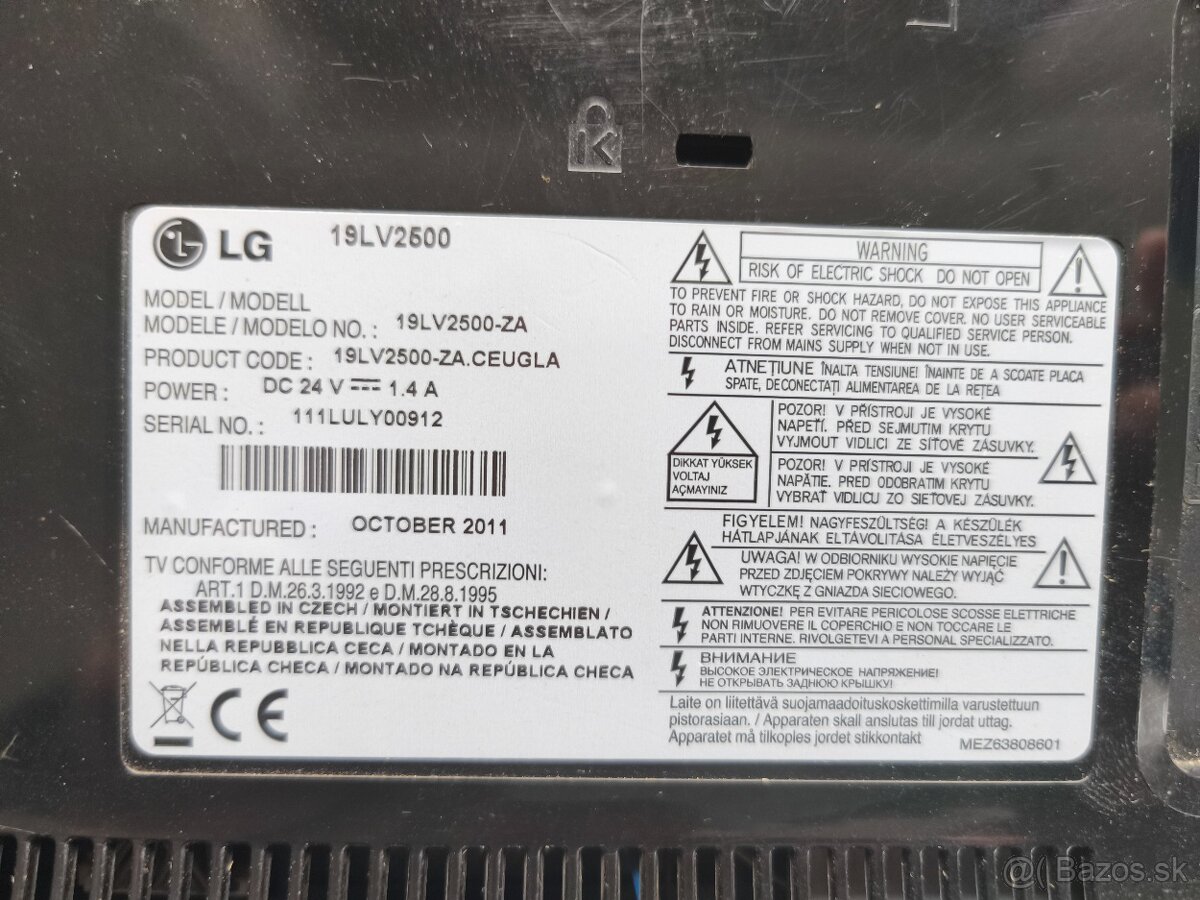 LG 19LV2500
MODEL / MODELL
MODELE / MODELO NO. : 19LV2500-ZA
PRODUCT CODE : 19LV2500-ZA.CEUGLA
POWER : DC 24 V 1.4 A
SERIAL NO. : 111LULY00912
MANUFACTURED : OCTOBER 2011
TV CONFORME ALLE SEGUENTI PRESCRIZIONI:
ART.1 D.M.26.3.1992 e D.M.28.8.1995
ASSEMBLED IN CZECH / MONTIERT IN TSCHECHIEN /
ASSEMBLÉ EN REPUBLIQUE TCHÈQUE / ASSEMBLATO
NELLA REPUBBLICA CECA / MONTADO EN LA
REPÚBLICA CHECA / MONTADO NA REPÚBLICA CHECA
CE
WARNING
RISK OF ELECTRIC SHOCK DO NOT OPEN
TO PREVENT FIRE OR SHOCK HAZARD, DO NOT EXPOSE THIS APPLIANCE
TO RAIN OR MOISTURE. DO NOT REMOVE COVER. NO USER SERVICEABLE
PARTS INSIDE. REFER SERVICING TO QUALIFIED SERVICE PERSON.
DISCONNECT FROM MAINS SUPPLY WHEN NOT IN USE.
ATNEȚIUNE ÎNALTA TENSIUNE! ÎNAINTE DE A SCOATE PLACA
SPATE, DECONECTAȚI ALIMENTAREA DE LA REȚEA
DIKKAT YÜKSEK
VOLTAJ
AÇMAYINIZ
POZOR! V PŘÍSTROJI JE VYSOKÉ
NAPETÍ. PŘED SEJMUTIM KRYTU
VYJMOUT VIDLICI ZE SÍŤOVÉ ZÁSUVKY.
POZOR! V PRÍSTROJI JE VYSOKÉ
NAPÄTIE. PRED ODOBRATIM KRYTU
VYBRAŤ VIDLICU ZO SIEŤOVEJ ZÁSUVKY.
FIGYELEM! NAGYFESZÜLTSÉG! A KÉSZÜLÉK
HÁTLAPJÁNAK ELTÁVOLITÁSA ÉLETVESZÉLYES
UWAGA! W ODBIORNIKU WYSOKIE NAPIĘCIE
PRZED ZDJĘCIEM POKRYWY NALEŻY WYJĄĆ
WTYCZKĘ Z GNIAZDA SIECIOWEGO.
ATTENZIONE! PER EVITARE PERICOLOSE SCOSSE ELETTRICHE
NON RIMUOVERE IL COPERCHIO E NON TOCCARE LE
PARTI INTERNE. RIVOLGETEVI A PERSONAL SPECIALIZZATO.
ВНИМАНИЕ
ВЫСОКОЕ ЭЛЕКТРИЧЕСКОЕ НАПРЯЖЕНИЕ!
НЕ ОТКРЫВАТЬ ЗАДНЮЮ КРЫШКУ!
Laite on liitettävä suojamaadoituskoskettimilla varustettuun
pistorasiaan. / Apparaten skall anslutas till jordat uttag.
Apparatet må tilkoples jordet stikkontakt
MEZ63808601
@ Bazos.sk